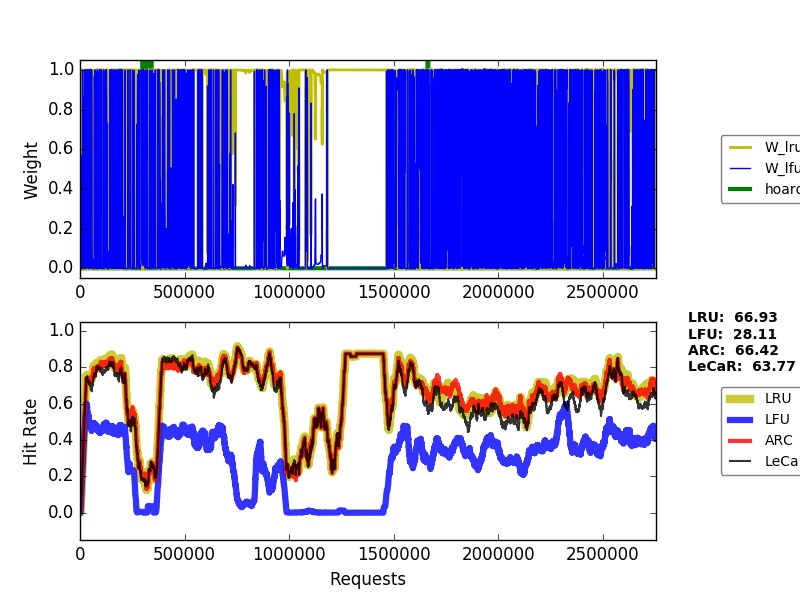 1.0
0.8
0.6
0.4
0.2
0.0
Weight
0
500000
1000000
1500000
2000000
2500000
W_lru
W_lfu
hoard
1.0
0.8
0.6
0.4
0.2
0.0
Hit Rate
0
500000
1000000
1500000
2000000
2500000
Requests
LRU: 66.93
LFU: 28.11
ARC: 66.42
LeCaR: 63.77
LRU
LFU
ARC
LeCa